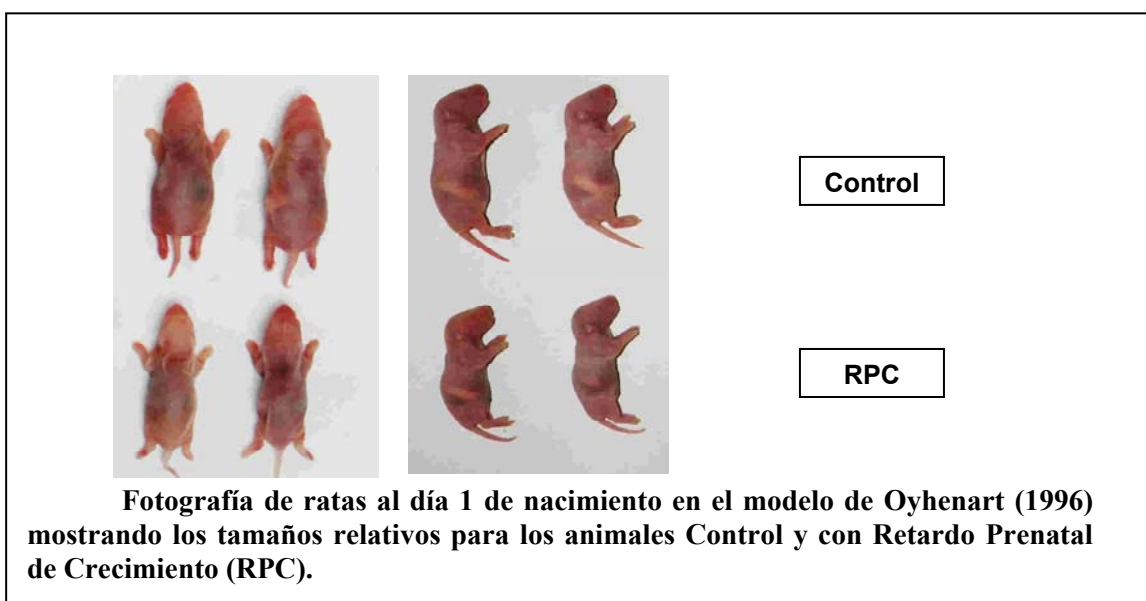 Control
RPC
Fotografía de ratas al día 1 de nacimiento en el modelo de Oyhenart (1996)
mostrando los tamaños relativos para los animales Control y con Retardo Prenatal
de Crecimiento (RPC).